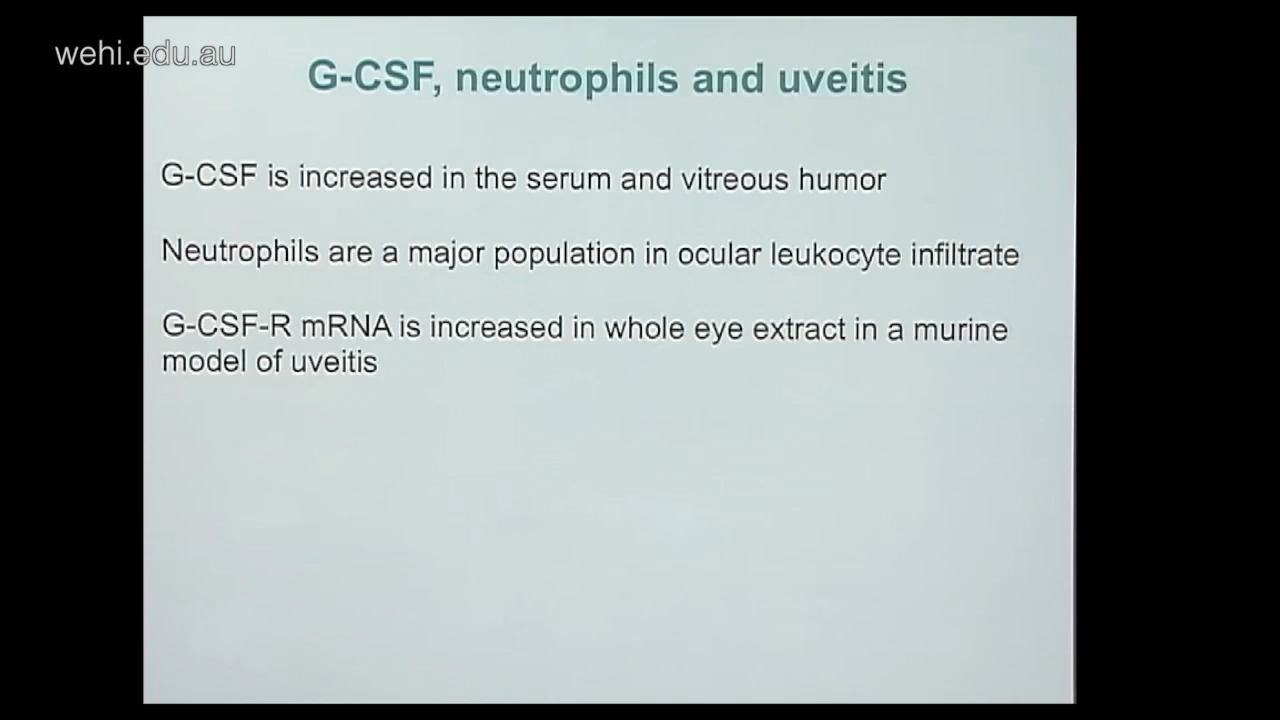 wehi.edu.au
G-CSF, neutrophils and uveitis
G-CSF is increased in the serum and vitreous humor
Neutrophils are a major population in ocular leukocyte infiltrate
G-CSF-R mRNA is increased in whole eye extract in a murine
model of uveitis